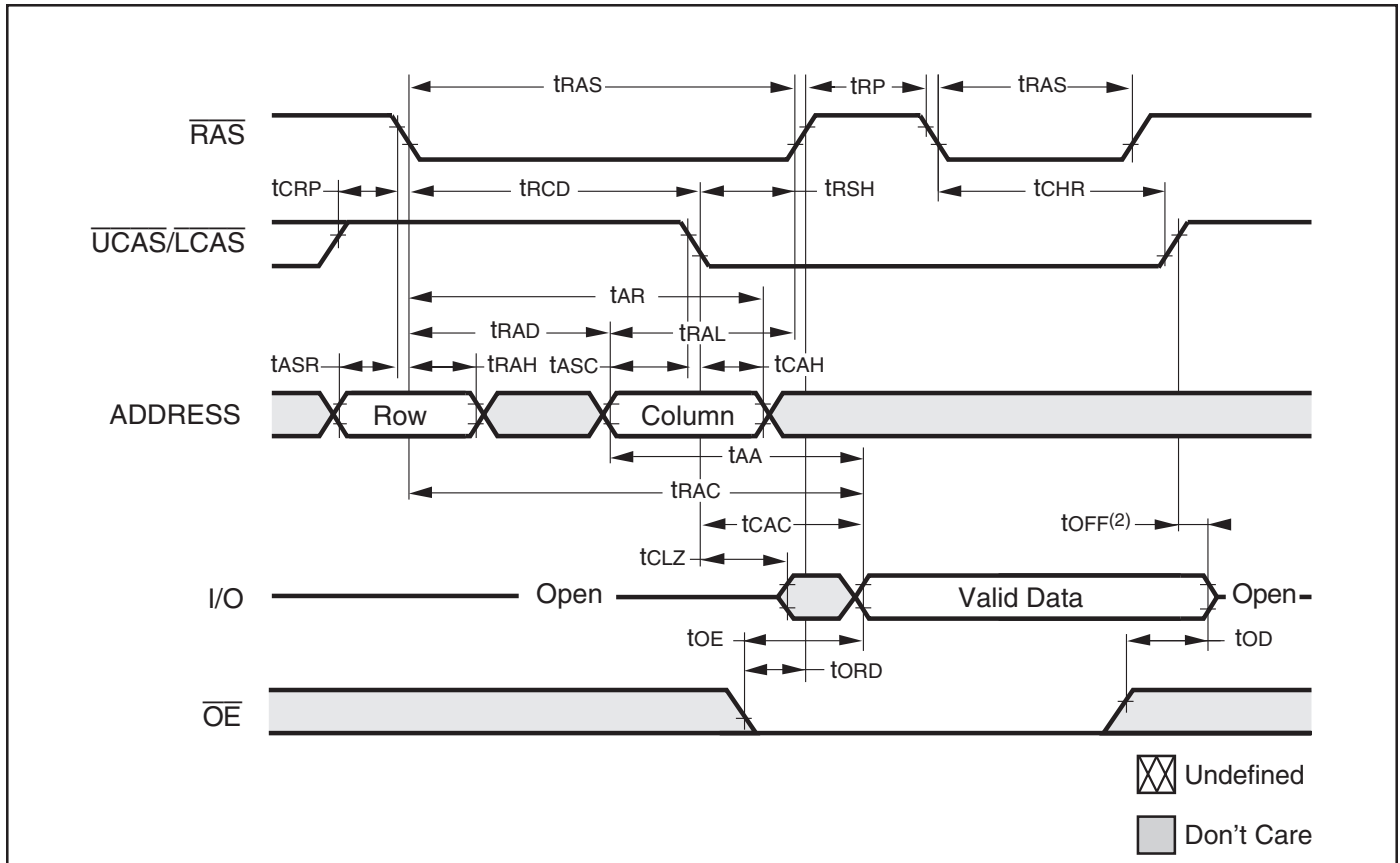 tRAS tRP tRAS
RAS
tCRP tRCD tRSH tCHR
UCAS/LCAS
tAR
tRAD tRAL
tASR tRAH tASC tCAH
ADDRESS Row Column
tAA
tRAC
tCAC tOFF(2)
tCLZ
I/O Open Valid Data Open
tOE tOD
tORD
OE
Undefined
Don't Care